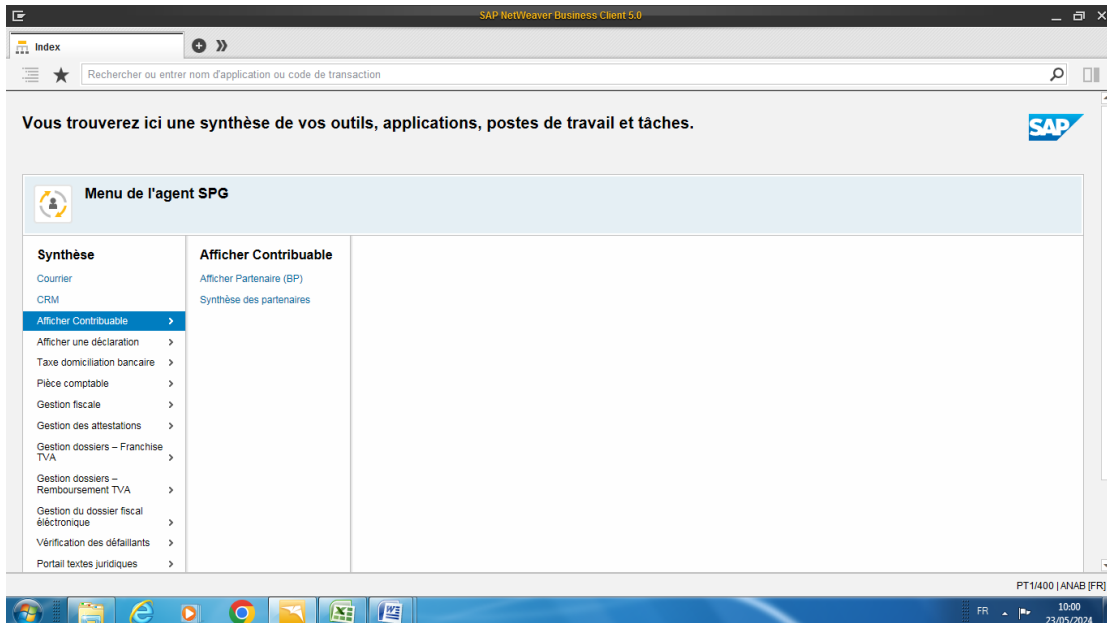 SAP NetWeaver Business Client 5.0
Index
Rechercher ou entrer nom d'application ou code de transaction
Vous trouverez ici une synthèse de vos outils, applications, postes de travail et tâches.
SAP
Menu de l'agent SPG
Synthèse
Courrier
CRM
Afficher Contribuable
Afficher une déclaration
Taxe domiciliation bancaire
Pièce comptable
Gestion fiscale
Gestion des attestations
Gestion dossiers – Franchise
TVA
Gestion dossiers –
Remboursement TVA
Gestion du dossier fiscal
éléctronique
Vérification des défaillants
Portail textes juridiques
Afficher Contribuable
Afficher Partenaire (BP)
Synthèse des partenaires
PT1/400 | ANAB [FR]
FR
10:00
23/05/2024